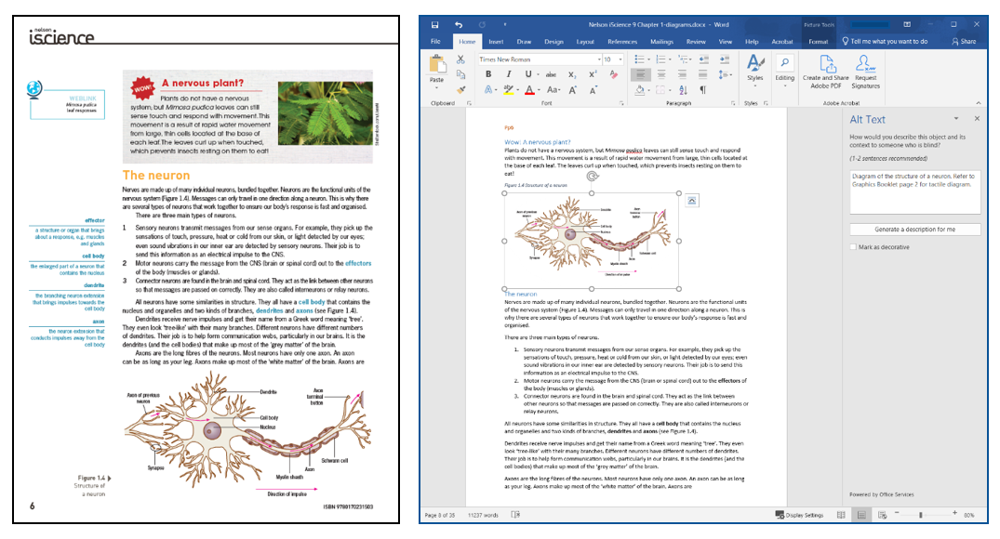 nelson
iscience
WOW!
A nervous plant?
Plants do not have a nervous
system; but Mimosa pudica leaves can still
sense touch and respond with movement. This
movement is a result of rapid water movement
from large, thin cells located at the base of
each leaf. The leaves curl up when touched,
which prevents insects resting on them to eat!
WEBLINK
Mimosa pudica
leaf responses
The neuron
Nerves are made up of many individual neurons, bundled together. Neurons are the functional units of the
nervous system (Figure 1.4). Messages can only travel in one direction along a neuron. This is why there
are several types of neurons that work together to ensure our body's response is fast and organised.
There are three main types of neurons.
1 Sensory neurons transmit messages from our sense organs. For example, they pick up the
sensations of touch, pressure, heat or cold from our skin, or light detected by our eyes;
even sound vibrations in our inner ear are detected by sensory neurons. Their job is to
send this information as an electrical impulse to the CNS.
2 Motor neurons carry the message from the CNS (brain or spinal cord) out to the effectors
of the body (muscles or glands).
3 Connector neurons are found in the brain and spinal cord. They act as the link between other neurons
so that messages are passed on correctly. They are also called interneurons or relay neurons.
All neurons have some similarities in structure. They all have a cell body that contains the
nucleus and organelles and two kinds of branches, dendrites and axons (see Figure 1.4).
Dendrites receive nerve impulses and get their name from a Greek word meaning 'tree'.
They even look 'tree-like' with their many branches. Different neurons have different numbers
of dendrites. Their job is to help form communication webs, particularly in our brains. It is the
dendrites (and the cell bodies) that make up most of the 'grey matter' of the brain.
Axons are the long fibres of the neurons. Most neurons have only one axon. An axon
can be as long as your leg. Axons make up most of the 'white matter' of the brain. Axons are
effector
a structure or organ that brings
about a response, e.g. muscles
and glands
cell body
the enlarged part of a neuron that
contains the nucleus
dendrite
the branching neuron extension
that brings impulses towards the
cell body
axon
the neuron extension that
conducts impulses away from the
cell body
Axon of previous
neuron
Dendrite
Axon
terminal
button
Cell body
Nucleus
Synapse
Schwann cell
Axon
Myelin sheath
Direction of impulse
Figure 1.4
Structure of
a neuron
6
ISBN 9780170231503
Nelson iScience 9 Chapter 1-diagrams.docx - Word
Picture Tools
File Home Insert Draw Design Layout References Mailings Review View Help Acrobat Format Tell me what you want to do Share
Paste
Clipboard
Times New Roman 10
Font
Paragraph
Styles
Styles
Editing
Create and Share
Adobe PDF
Request
Signatures
Adobe Acrobat
Pp6
Wow! A nervous plant?
Plants do not have a nervous system, but Mimosa pudica leaves can still sense touch and respond
with movement. This movement is a result of rapid water movement from large, thin cells located at
the base of each leaf. The leaves curl up when touched, which prevents insects resting on them to
eat!
Figure 1.4 Structure of a neuron
Axon of previous
neuron
Dendrite
Axon
terminal
button
Cell body
Nucleus
Synapse
Schwann cell
Axon
Myelin sheath
Direction of impulse
The neuron
Nerves are made up of many individual neurons, bundled together. Neurons are the functional units
of the nervous system (Figure 1.4). Messages can only travel in one direction along a neuron. This is
why there are several types of neurons that work together to ensure our body's response is fast and
organised.
There are three main types of neurons.
1. Sensory neurons transmit messages from our sense organs. For example, they pick up the
sensations of touch, pressure, heat or cold from our skin, or light detected by our eyes; even
sound vibrations in our inner ear are detected by sensory neurons. Their job is to send this
information as an electrical impulse to the CNS.
2. Motor neurons carry the message from the CNS (brain or spinal cord) out to the effectors of
the body (muscles or glands).
3. Connector neurons are found in the brain and spinal cord. They act as the link between
other neurons so that messages are passed on correctly. They are also called interneurons or
relay neurons.
All neurons have some similarities in structure. They all have a cell body that contains the nucleus
and organelles and two kinds of branches, dendrites and axons (see Figure 1.4).
Dendrites receive nerve impulses and get their name from a Greek word meaning 'tree'. They even
look 'tree-like' with their many branches. Different neurons have different numbers of dendrites.
Their job is to help form communication webs, particularly in our brains. It is the dendrites (and the
cell bodies) that make up most of the 'grey matter' of the brain.
Axons are the long fibres of the neurons. Most neurons have only one axon. An axon can be as long
as your leg. Axons make up most of the 'white matter' of the brain. Axons are
Alt Text
How would you describe this object and its
context to someone who is blind?
(1-2 sentences recommended)
Diagram of the structure of a neuron. Refer to
Graphics Booklet page 2 for tactile diagram.
Generate a description for me
Mark as decorative
Powered by Office Services
Page 8 of 35 11237 words Display Settings 80%